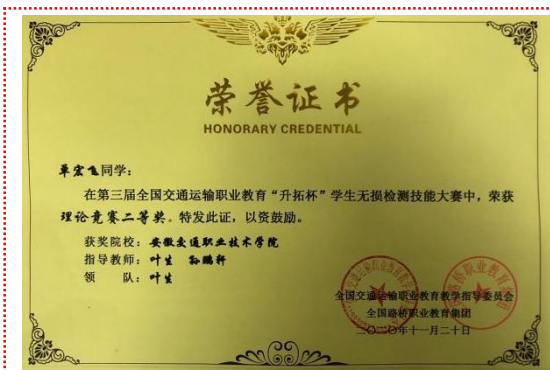 荣誉证书
HONORARY CREDENTIAL
单宏飞同学：
在第三届全国交通运输职业教育“升拓杯”学生无损检测技能大赛中，荣获
理论竞赛二等奖。特发此证，以资鼓励。
获奖院校：安徽交通职业技术学院
指导教师：叶生 孙鹏轩
领 队：叶生
全国交通运输职业教育教学指导委员会
全国路桥职业教育集团
二〇二〇年十一月二十日